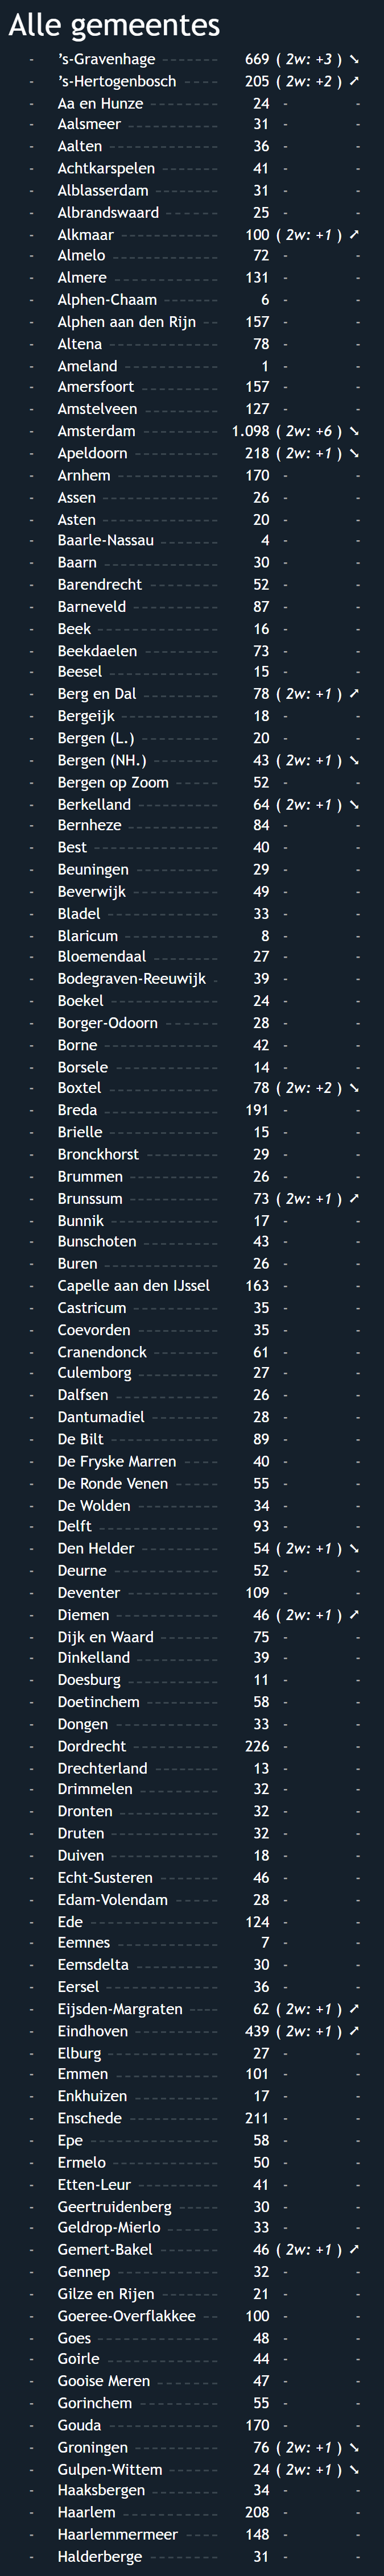 Alle gemeentes
- 's-Gravenhage 669 ( 2w: +3 ) ↘
- 's-Hertogenbosch 205 ( 2w: +2 ) ↗
- Aa en Hunze 24 - -
- Aalsmeer 31 - -
- Aalten 36 - -
- Achtkarspelen 41 - -
- Alblasserdam 31 - -
- Albrandswaard 25 - -
- Alkmaar 100 ( 2w: +1 ) ↗
- Almelo 72 - -
- Almere 131 - -
- Alphen-Chaam 6 - -
- Alphen aan den Rijn 157 - -
- Altena 78 - -
- Ameland 1 - -
- Amersfoort 157 - -
- Amstelveen 127 - -
- Amsterdam 1.098 ( 2w: +6 ) ↘
- Apeldoorn 218 ( 2w: +1 ) ↘
- Arnhem 170 - -
- Assen 26 - -
- Asten 20 - -
- Baarle-Nassau 4 - -
- Baarn 30 - -
- Barendrecht 52 - -
- Barneveld 87 - -
- Beek 16 - -
- Beekdaelen 73 - -
- Beesel 15 - -
- Berg en Dal 78 ( 2w: +1 ) ↗
- Bergeijk 18 - -
- Bergen (L.) 20 - -
- Bergen (NH.) 43 ( 2w: +1 ) ↘
- Bergen op Zoom 52 - -
- Berkelland 64 ( 2w: +1 ) ↘
- Bernheze 84 - -
- Best 40 - -
- Beuningen 29 - -
- Beverwijk 49 - -
- Bladel 33 - -
- Blaricum 8 - -
- Bloemendaal 27 - -
- Bodegraven-Reeuwijk 39 - -
- Boekel 24 - -
- Borger-Odoorn 28 - -
- Borne 42 - -
- Borsele 14 - -
- Boxtel 78 ( 2w: +2 ) ↘
- Breda 191 - -
- Brielle 15 - -
- Bronckhorst 29 - -
- Brummen 26 - -
- Brunssum 73 ( 2w: +1 ) ↗
- Bunnik 17 - -
- Bunschoten 43 - -
- Buren 26 - -
- Capelle aan den IJssel 163 - -
- Castricum 35 - -
- Coevorden 35 - -
- Cranendonck 61 - -
- Culemborg 27 - -
- Dalfsen 26 - -
- Dantumadiel 28 - -
- De Bilt 89 - -
- De Fryske Marren 40 - -
- De Ronde Venen 55 - -
- De Wolden 34 - -
- Delft 93 - -
- Den Helder 54 ( 2w: +1 ) ↘
- Deurne 52 - -
- Deventer 109 - -
- Diemen 46 ( 2w: +1 ) ↗
- Dijk en Waard 75 - -
- Dinkelland 39 - -
- Doesburg 11 - -
- Doetinchem 58 - -
- Dongen 33 - -
- Dordrecht 226 - -
- Drechterland 13 - -
- Drimmelen 32 - -
- Dronten 32 - -
- Druten 32 - -
- Duiven 18 - -
- Echt-Susteren 46 - -
- Edam-Volendam 28 - -
- Ede 124 - -
- Eemnes 7 - -
- Eemsdelta 30 - -
- Eersel 36 - -
- Eijsden-Margraten 62 ( 2w: +1 ) ↗
- Eindhoven 439 ( 2w: +1 ) ↗
- Elburg 27 - -
- Emmen 101 - -
- Enkhuizen 17 - -
- Enschede 211 - -
- Epe 58 - -
- Ermelo 50 - -
- Etten-Leur 41 - -
- Geertruidenberg 30 - -
- Geldrop-Mierlo 33 - -
- Gemert-Bakel 46 ( 2w: +1 ) ↗
- Gennep 32 - -
- Gilze en Rijen 21 - -
- Goeree-Overflakkee 100 - -
- Goes 48 - -
- Goirle 44 - -
- Gooise Meren 47 - -
- Gorinchem 55 - -
- Gouda 170 - -
- Groningen 76 ( 2w: +1 ) ↘
- Gulpen-Wittem 24 ( 2w: +1 ) ↘
- Haaksbergen 34 - -
- Haarlem 208 - -
- Haarlemmermeer 148 - -
- Halderberge 31 - -